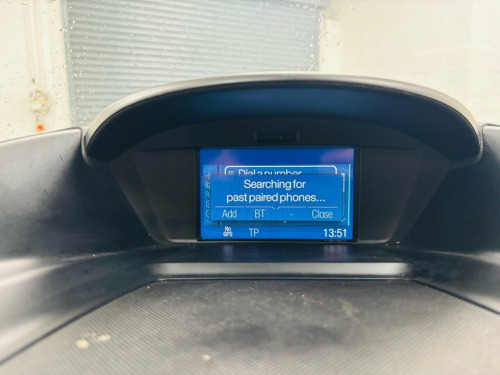 Dial a number
Searching for
past paired phones...
Add BT - Close
No GPS TP 13:51